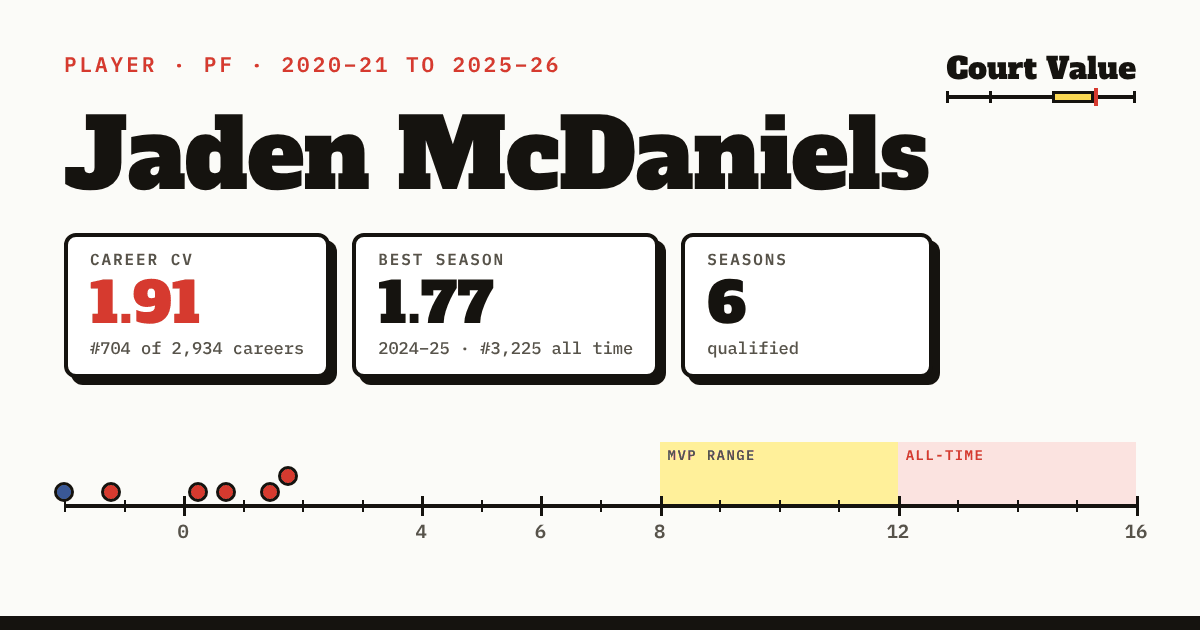 PLAYER · PF · 2020–21 TO 2025–26
Court Value
Jaden McDaniels
CAREER CV
1.91
#704 of 2,934 careers
BEST SEASON
1.77
2024–25 · #3,225 all time
SEASONS
6
qualified
MVP RANGE
ALL-TIME
0 4 6 8 12 16